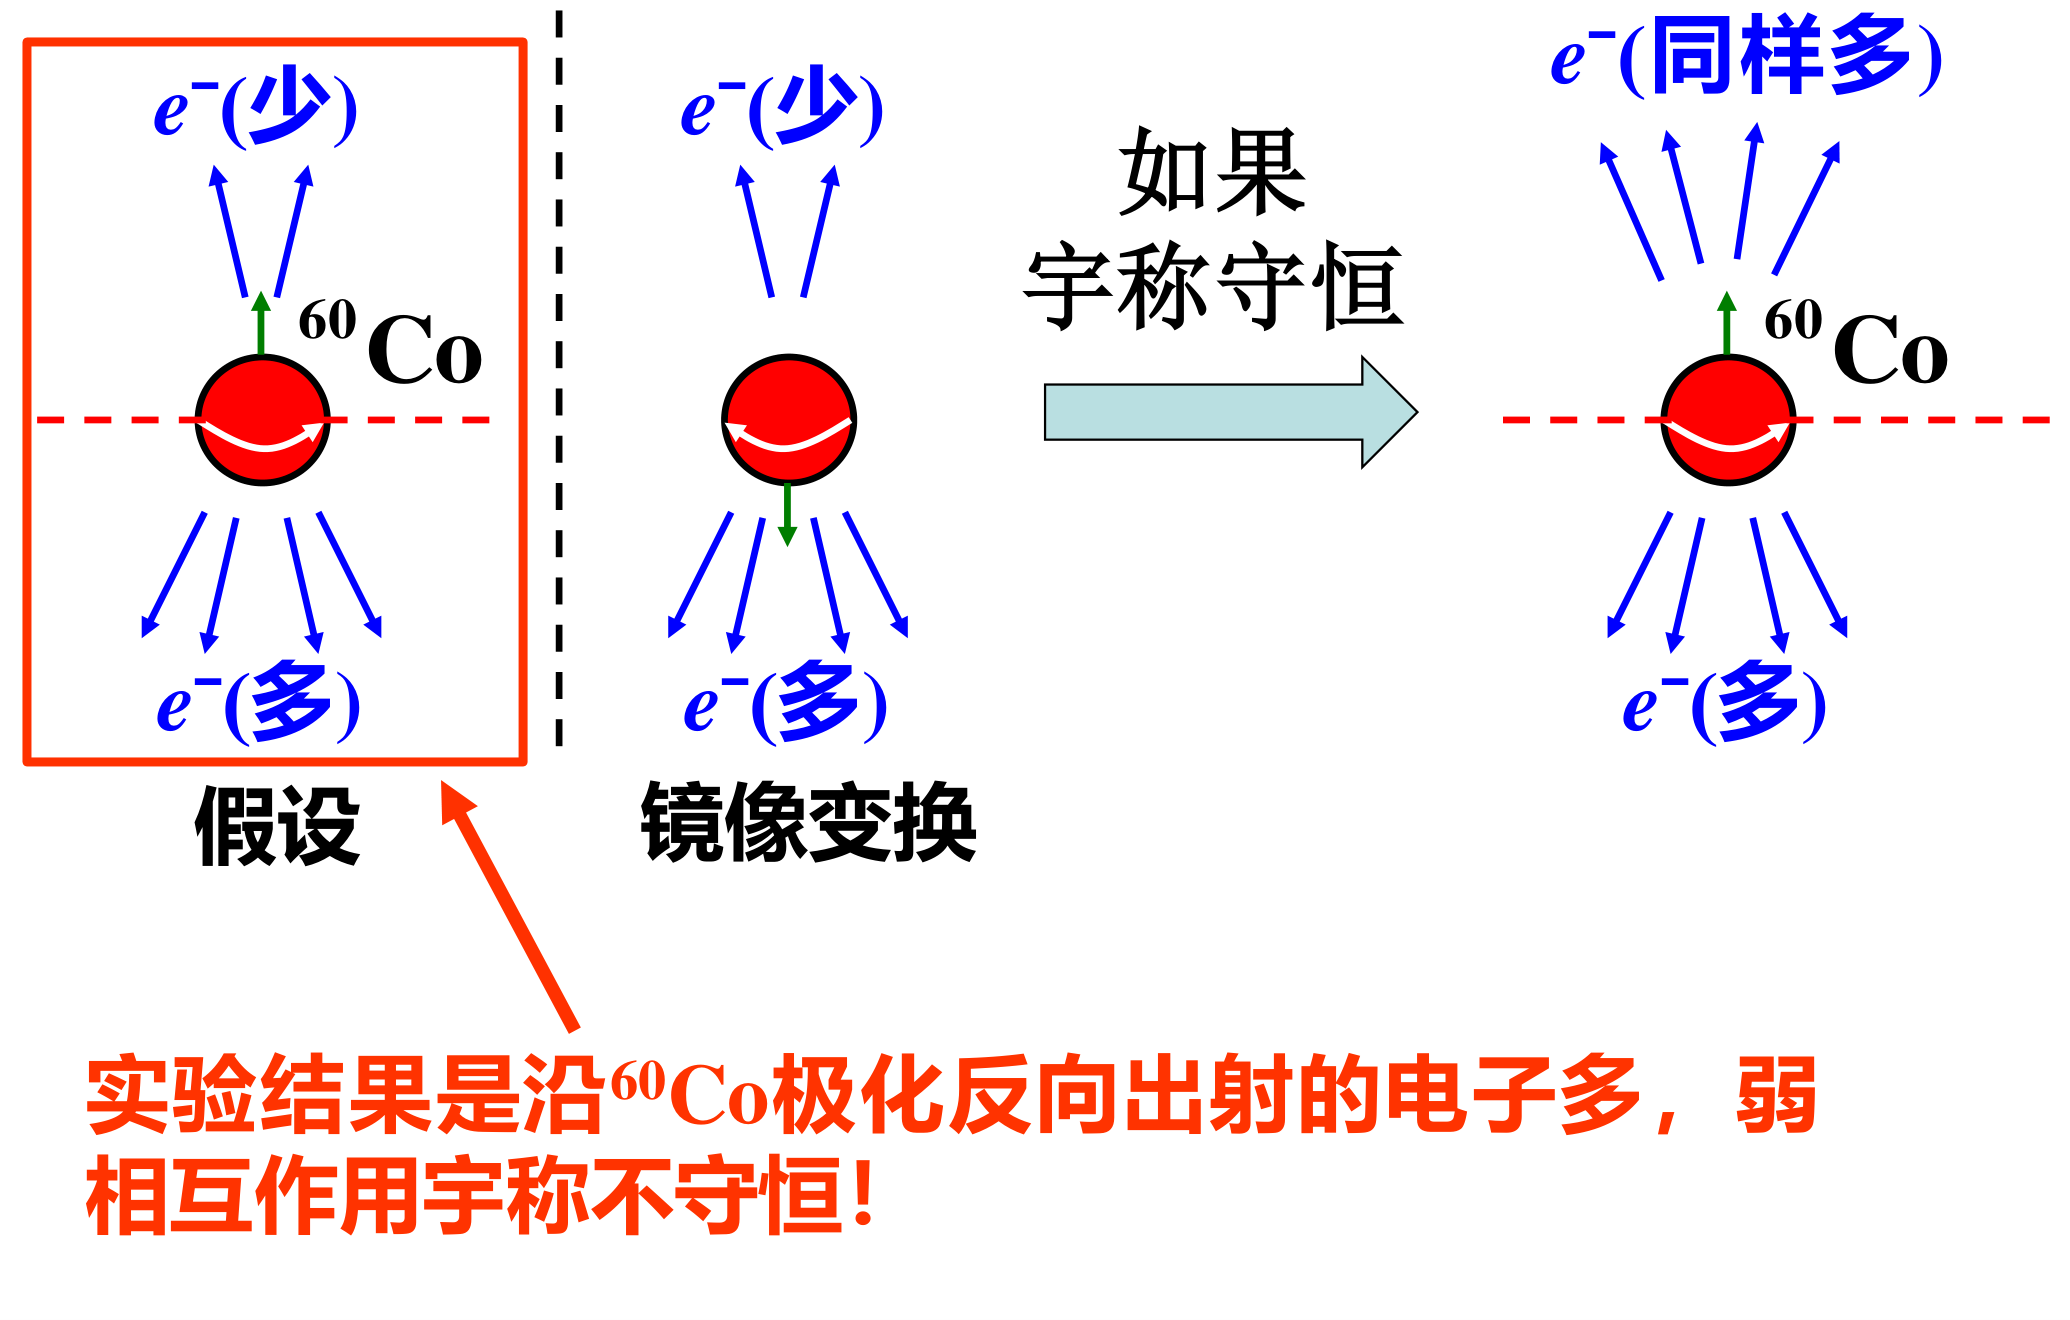 e⁻(少)
⁶⁰Co
e⁻(多)
假设
e⁻(少)
e⁻(多)
镜像变换
如果
宇称守恒
e⁻(同样多)
⁶⁰Co
e⁻(多)
实验结果是沿⁶⁰Co极化反向出射的电子多，弱
相互作用宇称不守恒！